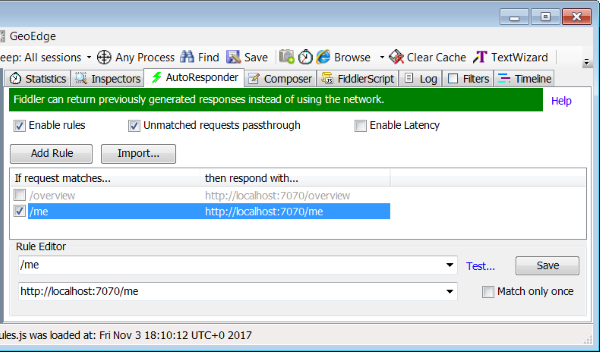 GeoEdge
eep: All sessions Any Process Find Save Browse Clear Cache TextWizard
Statistics Inspectors AutoResponder Composer FiddlerScript Log Filters Timeline
Fiddler can return previously generated responses instead of using the network. Help
Enable rules Unmatched requests passthrough Enable Latency
Add Rule Import...
If request matches... then respond with...
/overview http://localhost:7070/overview
/me http://localhost:7070/me
Rule Editor
/me Test... Save
http://localhost:7070/me Match only once
ules.js was loaded at: Fri Nov 3 18:10:12 UTC+0 2017